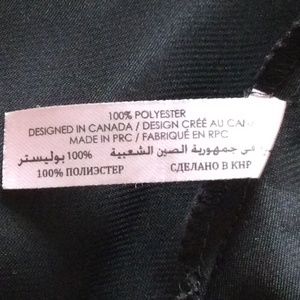 100% POLYESTER
DESIGNED IN CANADA / DESIGN CRÉÉ AU
MADE IN PRC / FABRIQUÉ EN RPC
في جمهورية الصين الشعبية
100% بوليستر
100% ПОЛИЭСТЕР СДЕЛАНО В КНР